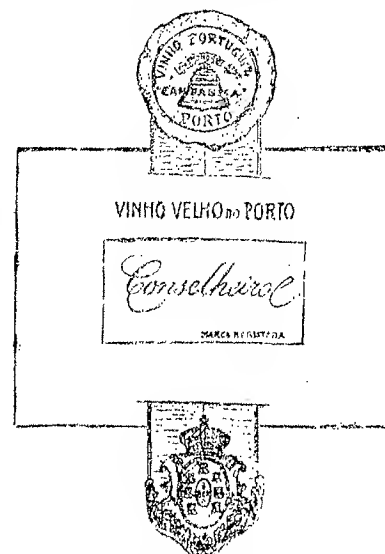 VINHO PORTUGUEZ
CAMPANHA
PORTO
VINHO VELHO DO PORTO
Conselheiro
MARCA REGISTADA